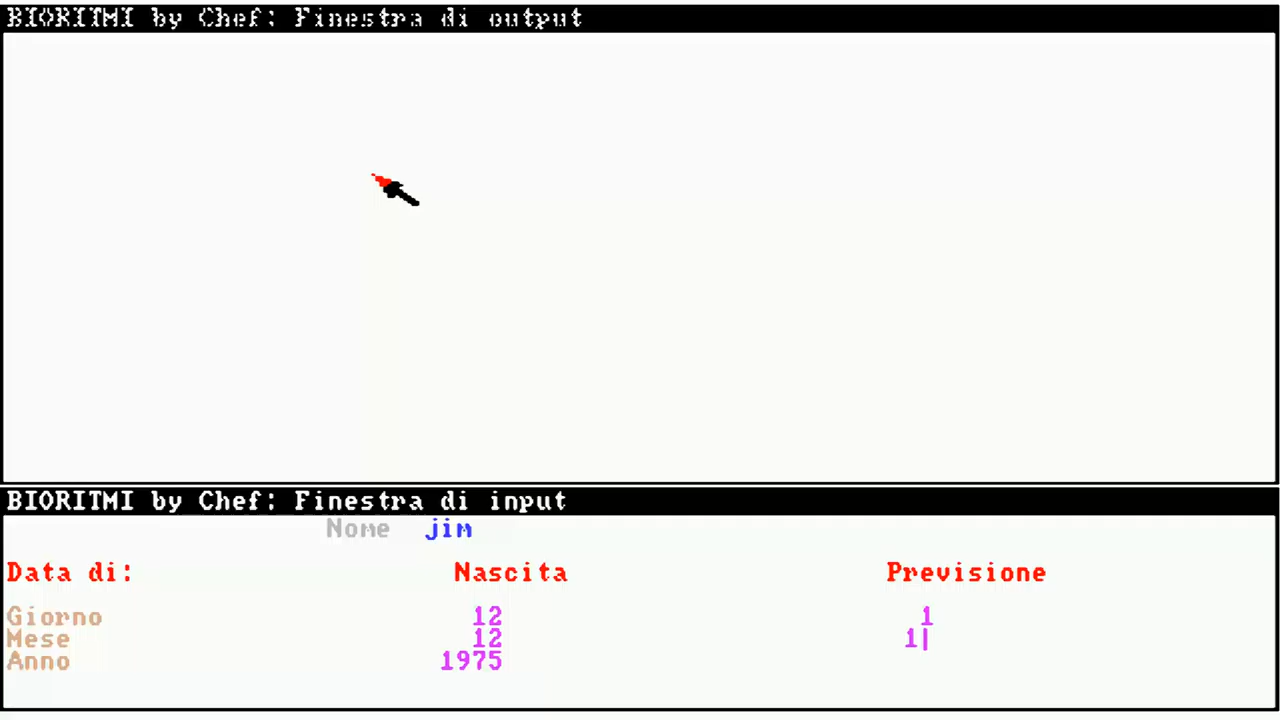 BIORITMI by Chef: Finestra di output
BIORITMI by Chef: Finestra di input
Nome jim
Data di: Nascita Previsione
Giorno 12 1
Mese 12 1
Anno 1975